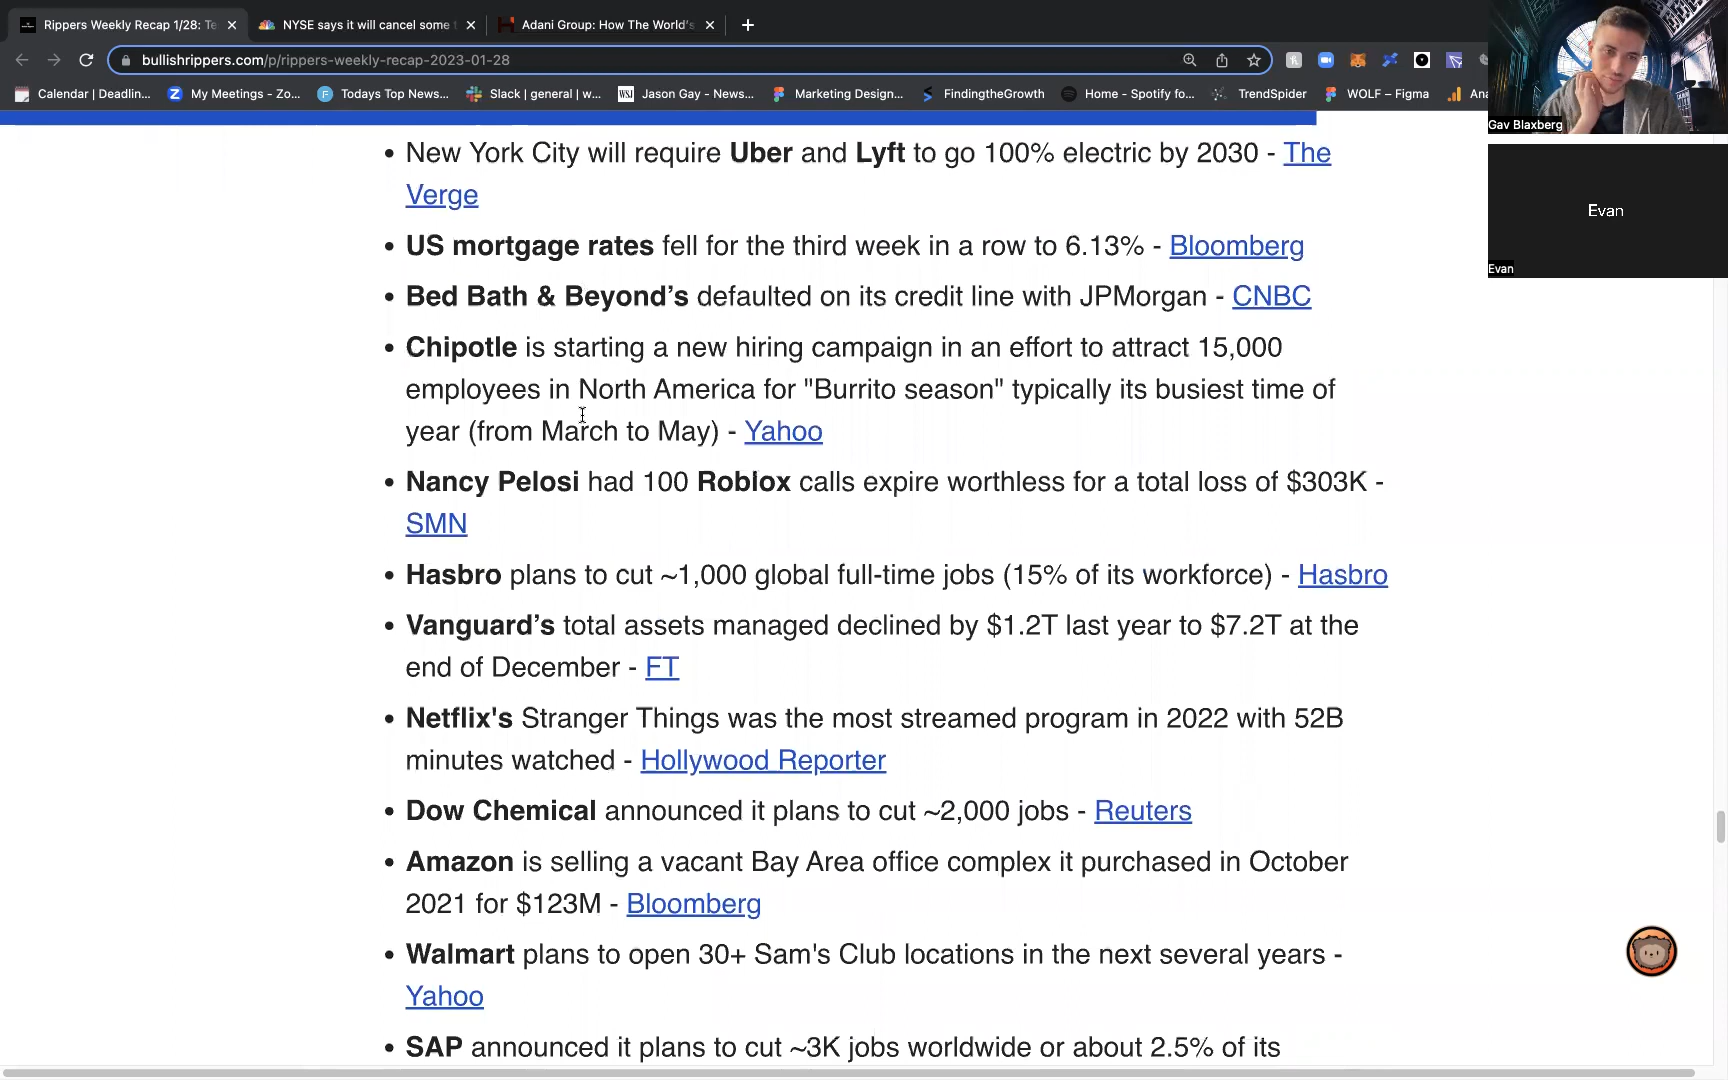 Rippers Weekly Recap 1/28: Te
NYSE says it will cancel some t
Adani Group: How The World's
bullishrippers.com/p/rippers-weekly-recap-2023-01-28
Calendar | Deadlin...
My Meetings - Zo...
Todays Top News...
Slack | general | w...
WSJ
Jason Gay - News...
Marketing Design...
FindingtheGrowth
Home - Spotify fo...
TrendSpider
WOLF – Figma
Ana
Gav Blaxberg
Evan
Evan
• New York City will require Uber and Lyft to go 100% electric by 2030 - The
Verge
• US mortgage rates fell for the third week in a row to 6.13% - Bloomberg
• Bed Bath & Beyond’s defaulted on its credit line with JPMorgan - CNBC
• Chipotle is starting a new hiring campaign in an effort to attract 15,000
employees in North America for "Burrito season" typically its busiest time of
year (from March to May) - Yahoo
• Nancy Pelosi had 100 Roblox calls expire worthless for a total loss of $303K -
SMN
• Hasbro plans to cut ~1,000 global full-time jobs (15% of its workforce) - Hasbro
• Vanguard’s total assets managed declined by $1.2T last year to $7.2T at the
end of December - FT
• Netflix's Stranger Things was the most streamed program in 2022 with 52B
minutes watched - Hollywood Reporter
• Dow Chemical announced it plans to cut ~2,000 jobs - Reuters
• Amazon is selling a vacant Bay Area office complex it purchased in October
2021 for $123M - Bloomberg
• Walmart plans to open 30+ Sam's Club locations in the next several years -
Yahoo
• SAP announced it plans to cut ~3K jobs worldwide or about 2.5% of its